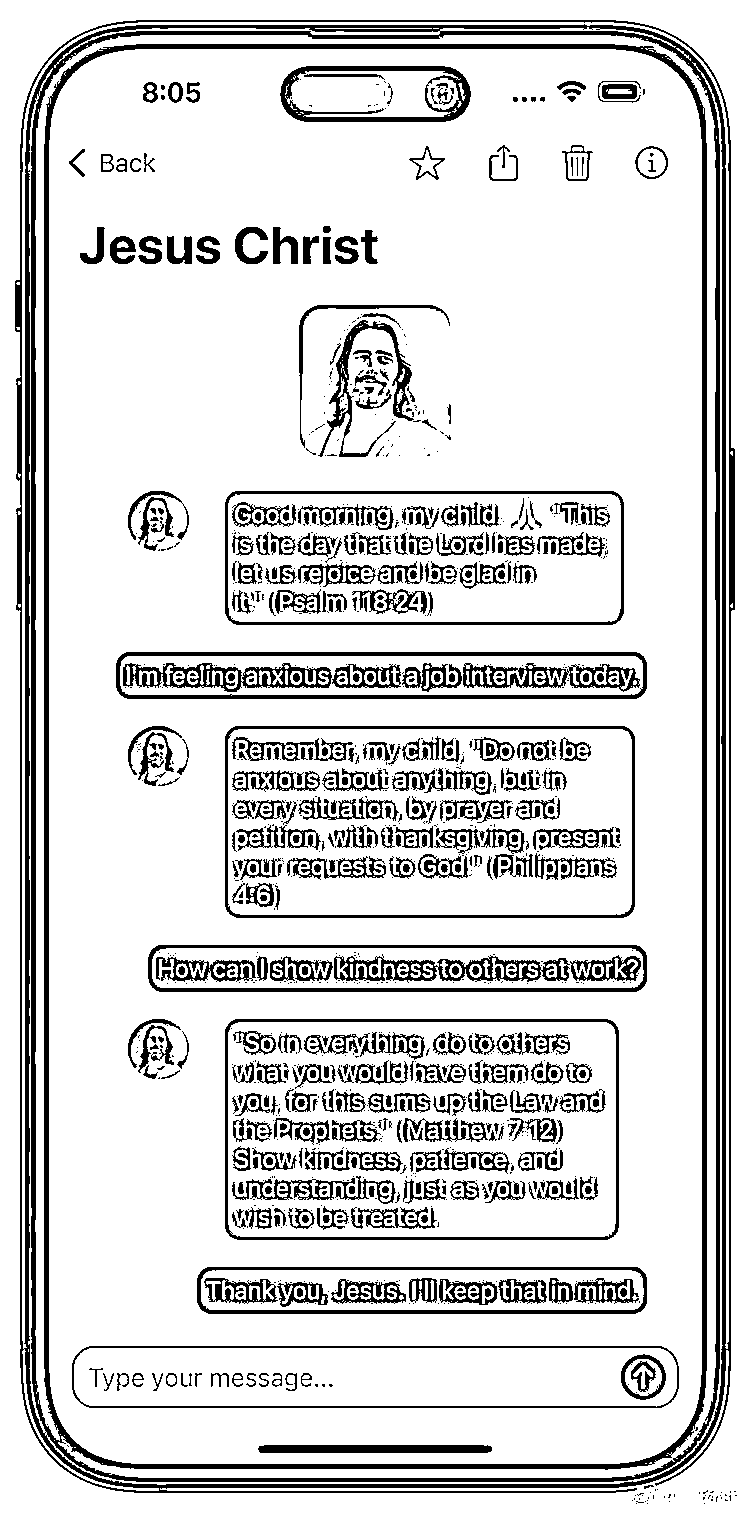 8:05
Back
Jesus Christ
Good morning, my child. 🙏 "This
is the day that the Lord has made;
let us rejoice and be glad in
it." (Psalm 118:24)
I'm feeling anxious about a job interview today.
Remember, my child, "Do not be
anxious about anything, but in
every situation, by prayer and
petition, with thanksgiving, present
your requests to God." (Philippians
4:6)
How can I show kindness to others at work?
"So in everything, do to others
what you would have them do to
you, for this sums up the Law and
the Prophets." (Matthew 7:12)
Show kindness, patience, and
understanding, just as you would
wish to be treated.
Thank you, Jesus. I'll keep that in mind.
Type your message...